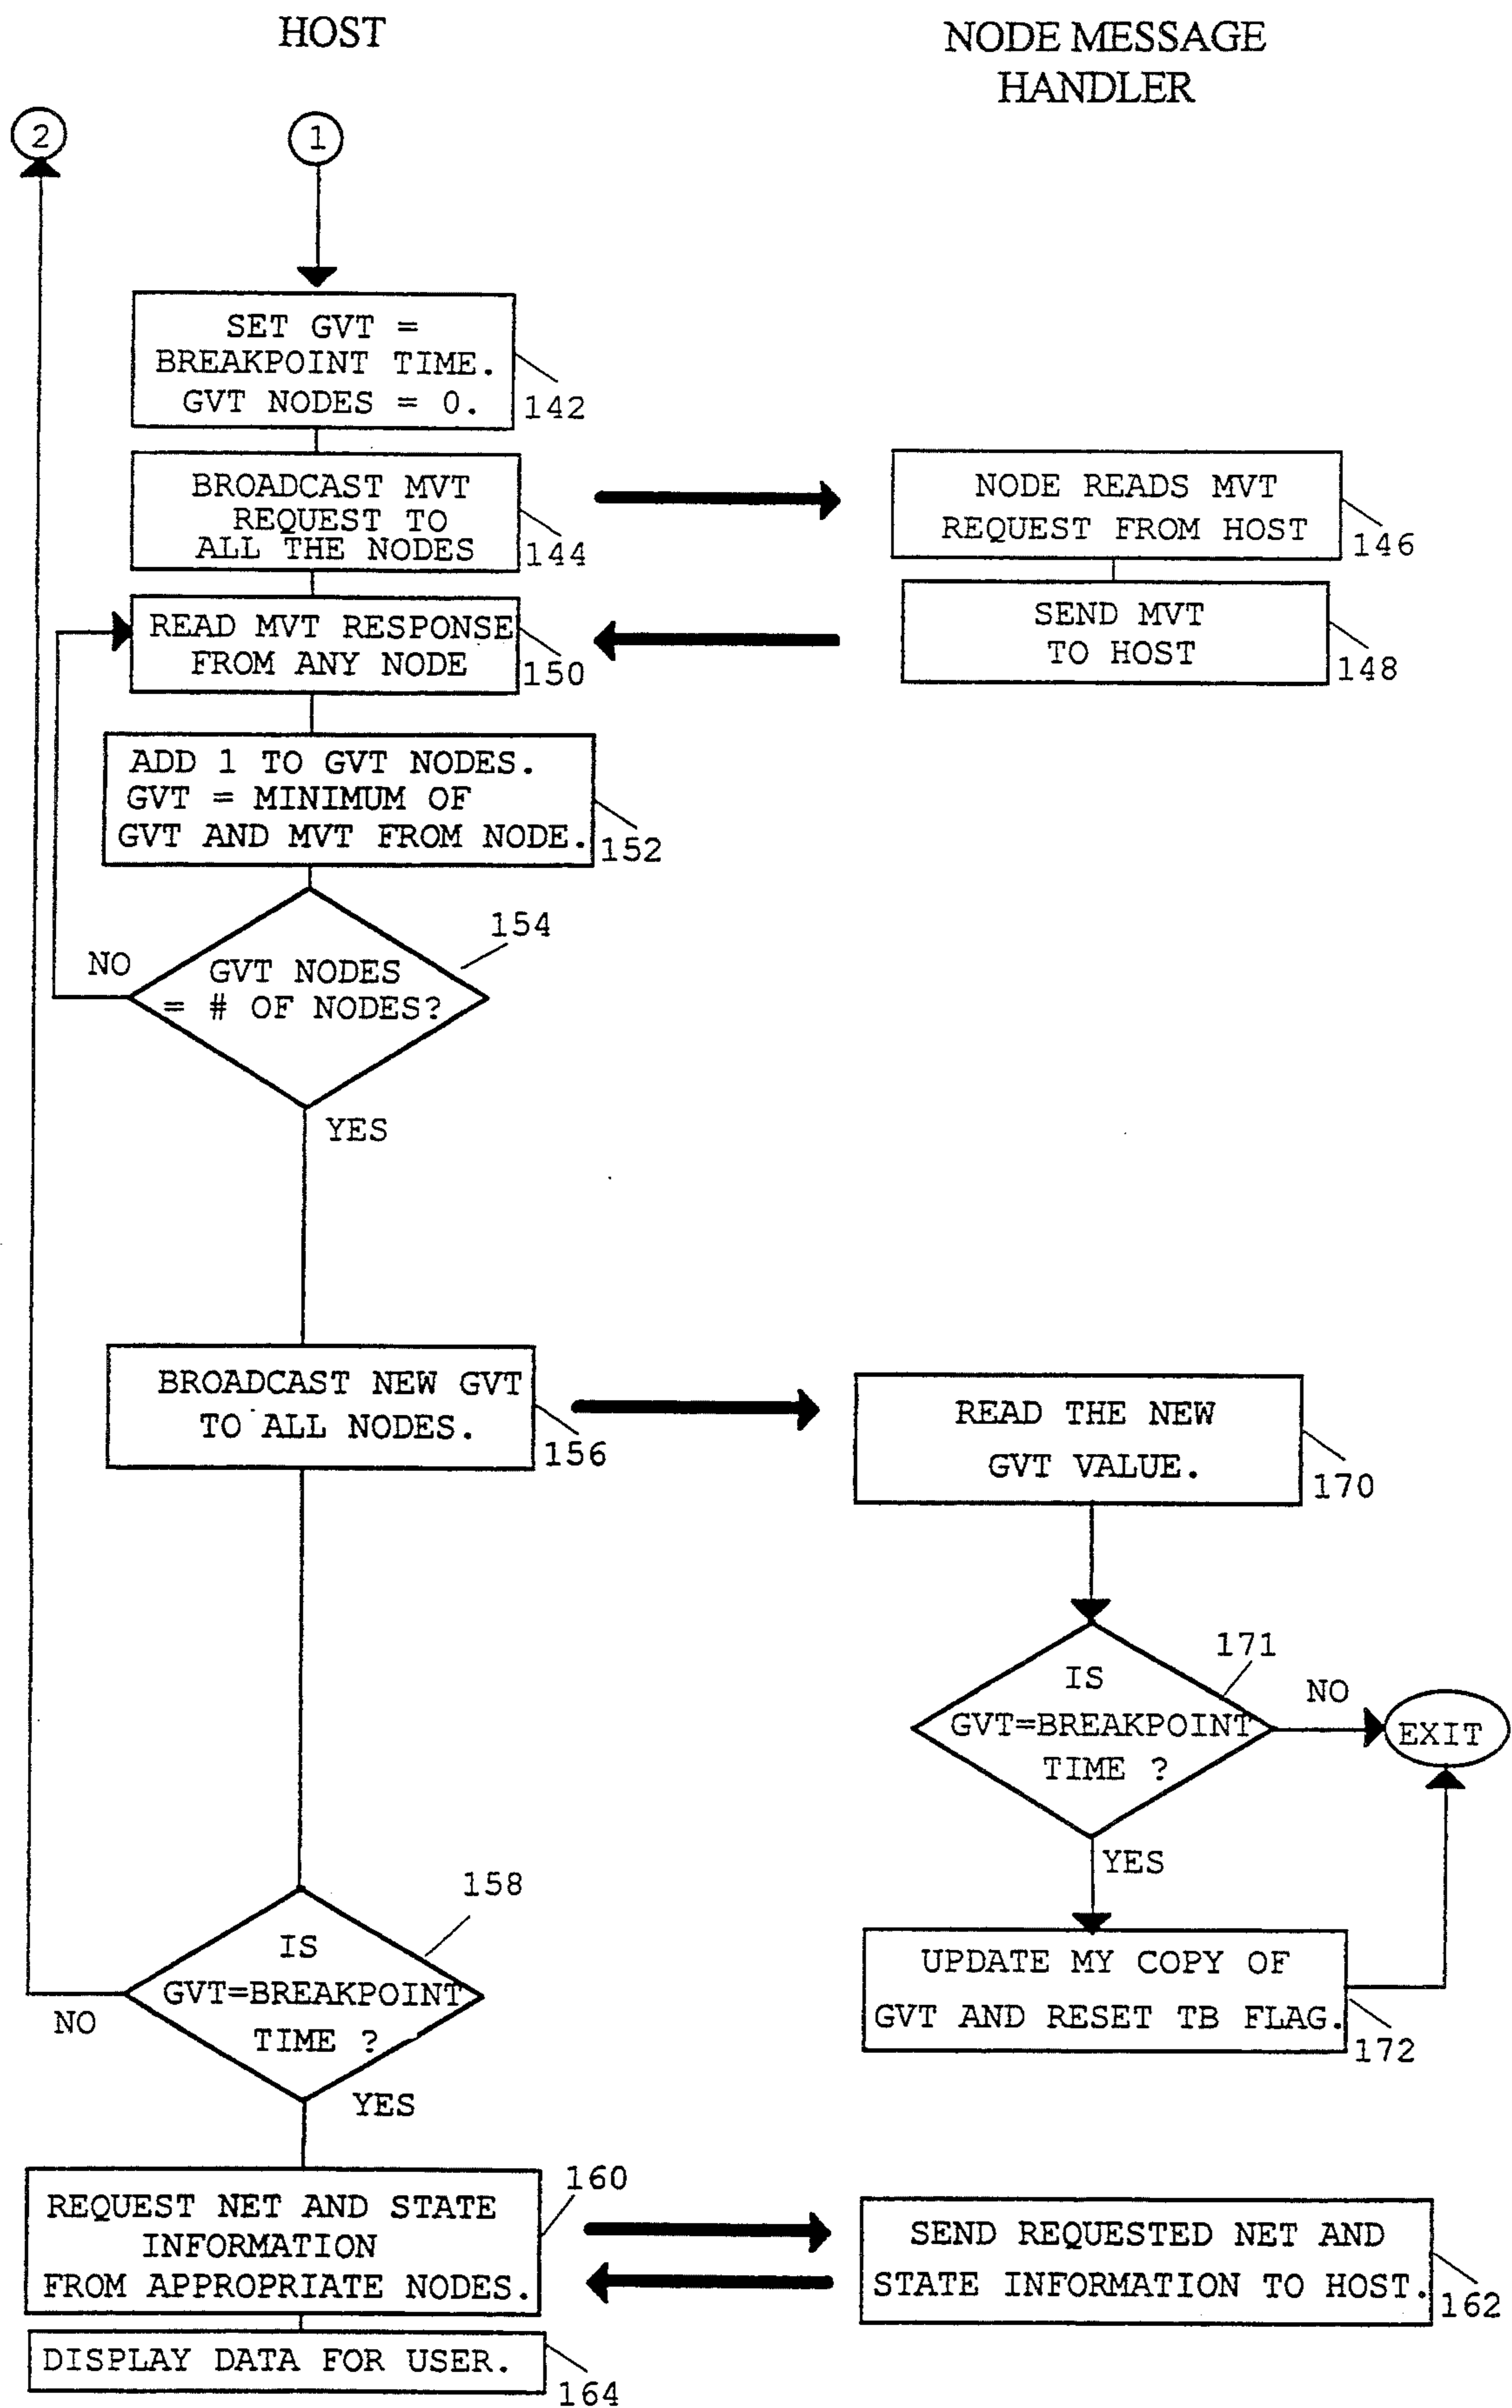 HOST
NODE MESSAGE
HANDLER
2
1
SET GVT =
BREAKPOINT TIME.
GVT NODES = 0.
142
BROADCAST MVT
REQUEST TO
ALL THE NODES
144
NODE READS MVT
REQUEST FROM HOST
146
READ MVT RESPONSE
FROM ANY NODE
150
SEND MVT
TO HOST
148
ADD 1 TO GVT NODES.
GVT = MINIMUM OF
GVT AND MVT FROM NODE.
152
154
NO
GVT NODES
= # OF NODES?
YES
BROADCAST NEW GVT
TO ALL NODES.
156
READ THE NEW
GVT VALUE.
170
171
IS
GVT=BREAKPOINT
TIME ?
NO
EXIT
YES
158
IS
GVT=BREAKPOINT
TIME ?
NO
YES
UPDATE MY COPY OF
GVT AND RESET TB FLAG.
172
160
REQUEST NET AND STATE
INFORMATION
FROM APPROPRIATE NODES.
SEND REQUESTED NET AND
STATE INFORMATION TO HOST.
162
DISPLAY DATA FOR USER.
164